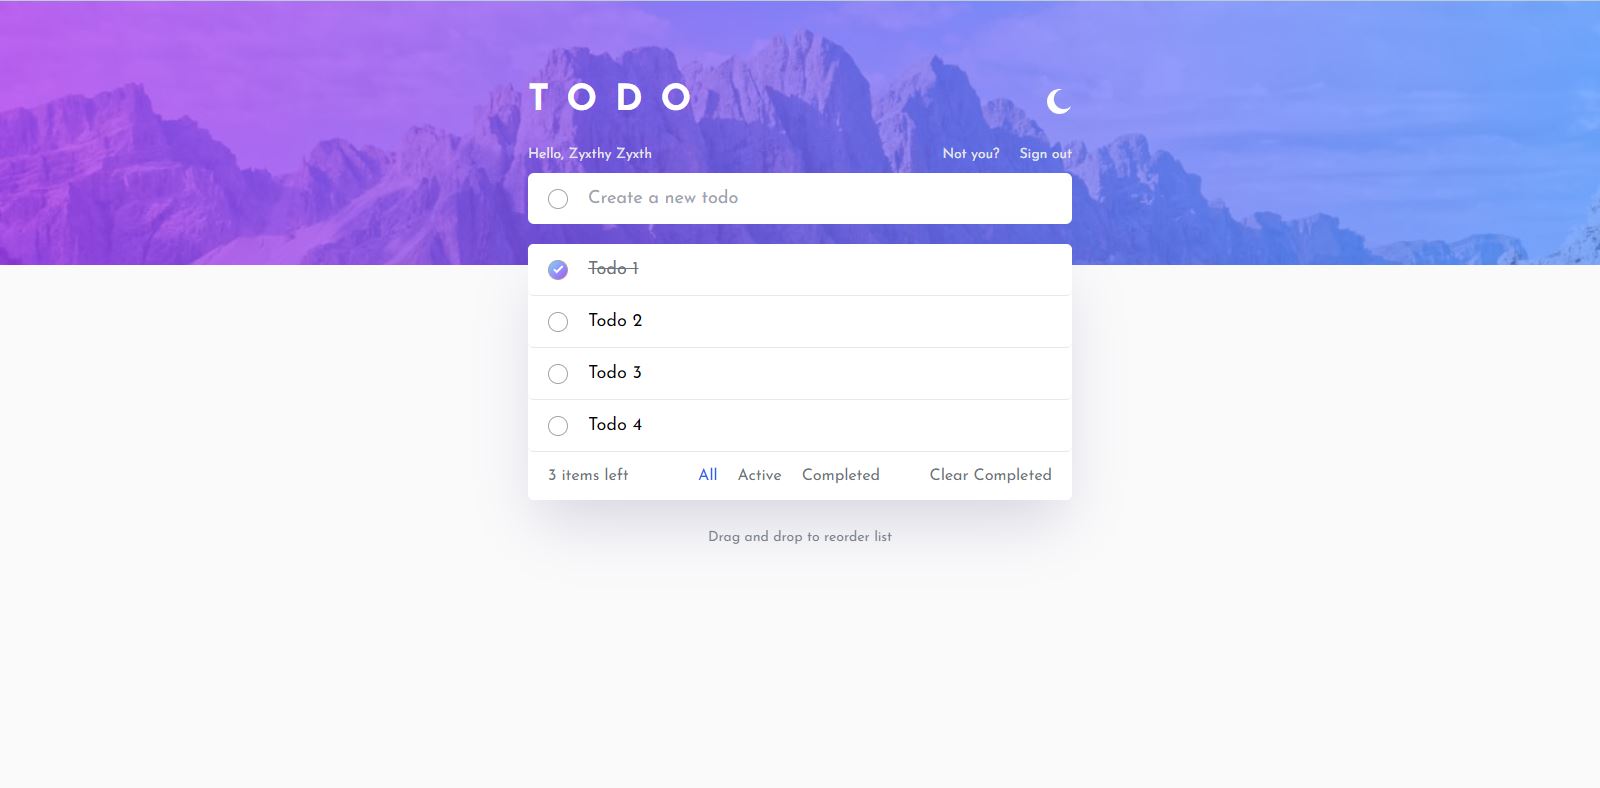 TODO
Hello, Zyxthy Zyxth Not you? Sign out
Create a new todo
Todo 1
Todo 2
Todo 3
Todo 4
3 items left All Active Completed Clear Completed
Drag and drop to reorder list